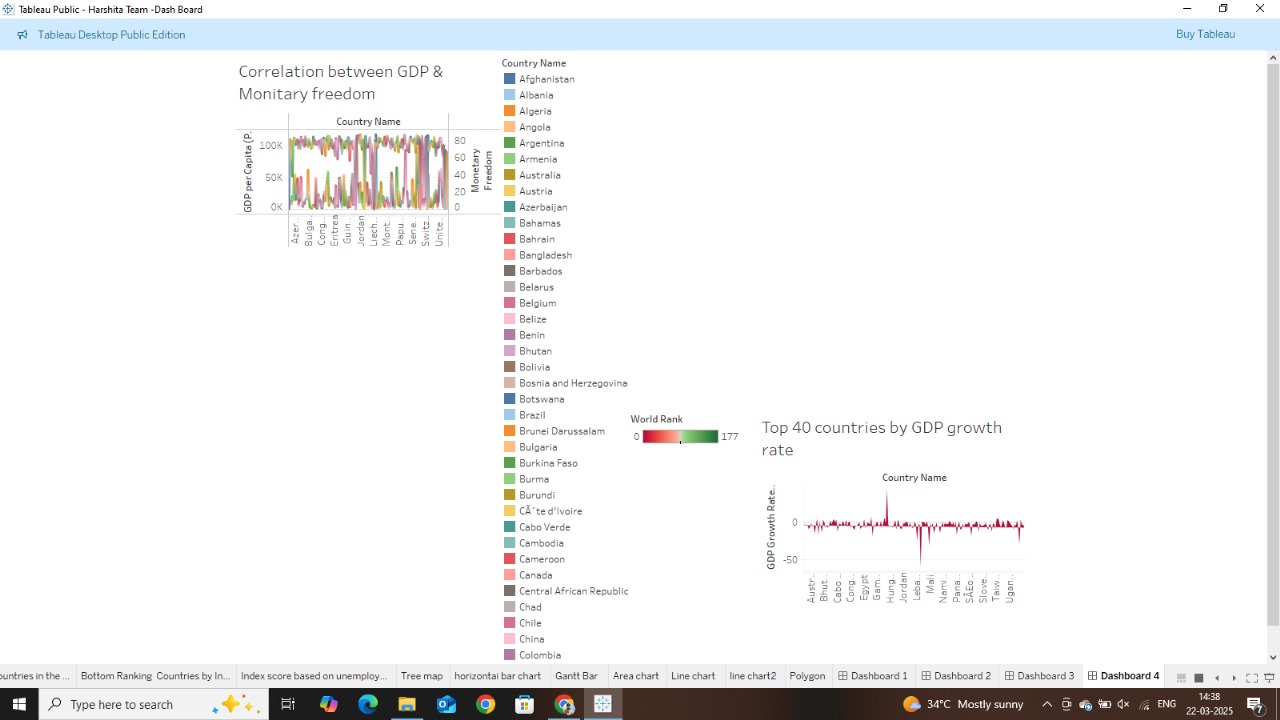 Tableau Public - Harshita Team -Dash Board
Tableau Desktop Public Edition
Buy Tableau
Correlation between GDP &
Monitary freedom
Country Name
GDP per Capita (P..
100K
50K
0K
80
60
40
20
0
Monetary
Freedom
Azer..
Bulga..
Cong..
Eritrea
Guin..
Jordan
Liech..
Mont..
Papu..
Sene..
Switz..
Unite..
Country Name
Afghanistan
Albania
Algeria
Angola
Argentina
Armenia
Australia
Austria
Azerbaijan
Bahamas
Bahrain
Bangladesh
Barbados
Belarus
Belgium
Belize
Benin
Bhutan
Bolivia
Bosnia and Herzegovina
Botswana
Brazil
Brunei Darussalam
Bulgaria
Burkina Faso
Burma
Burundi
CÃ´te d'Ivoire
Cabo Verde
Cambodia
Cameroon
Canada
Central African Republic
Chad
Chile
China
Colombia
World Rank
0 177
Top 40 countries by GDP growth
rate
Country Name
GDP Growth Rate..
0
-50
Austr..
Bhut..
Cabo..
Cong..
Egypt
Gam..
Hung..
Jordan
Leba..
Mali
Nami..
Pana..
SÃ£o..
Slove..
Taiw..
Ugan..
ountries in the ...
Bottom Ranking Countries by In...
Index score based on unemploy...
Tree map
horizontai bar chart
Gantt Bar
Area chart
Line chart
line chart2
Polygon
Dashboard 1
Dashboard 2
Dashboard 3
Dashboard 4
Type here to search
34°C Mostly sunny
ENG
14:38
22-03-2025